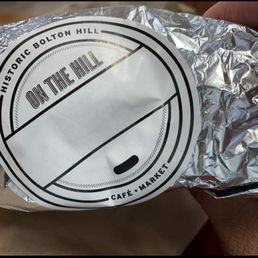 HISTORIC BOLTON HILL
ON THE HILL
CAFÉ • MARKET